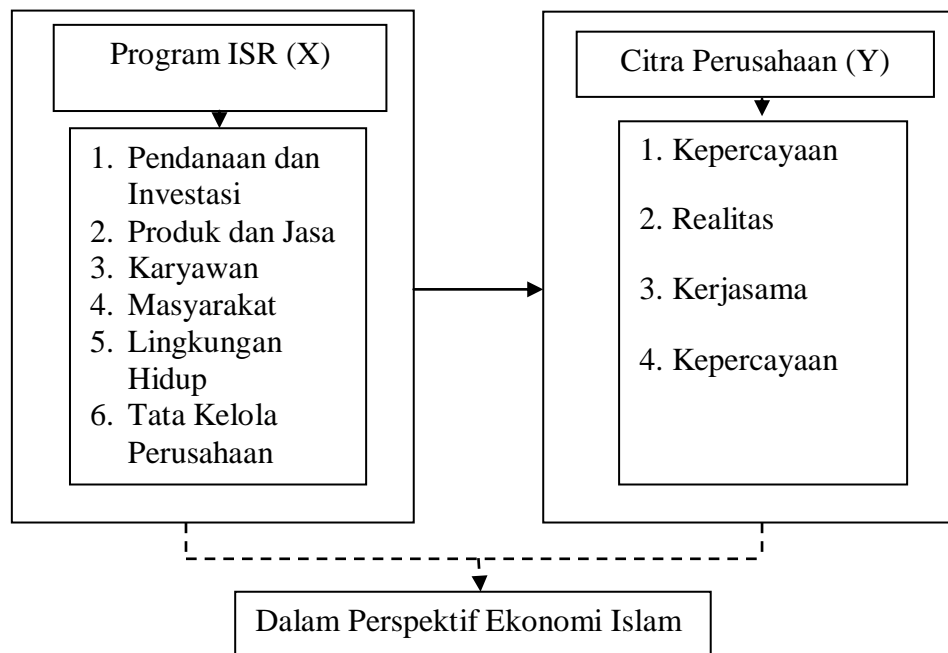 Program ISR (X)
1. Pendanaan dan
Investasi
2. Produk dan Jasa
3. Karyawan
4. Masyarakat
5. Lingkungan
Hidup
6. Tata Kelola
Perusahaan
Citra Perusahaan (Y)
1. Kepercayaan
2. Realitas
3. Kerjasama
4. Kepercayaan
Dalam Perspektif Ekonomi Islam